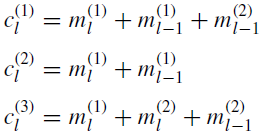 c_l^{(1)} = m_l^{(1)} + m_{l-1}^{(1)} + m_{l-1}^{(2)}
c_l^{(2)} = m_l^{(1)} + m_{l-1}^{(1)}
c_l^{(3)} = m_l^{(1)} + m_l^{(2)} + m_{l-1}^{(2)}